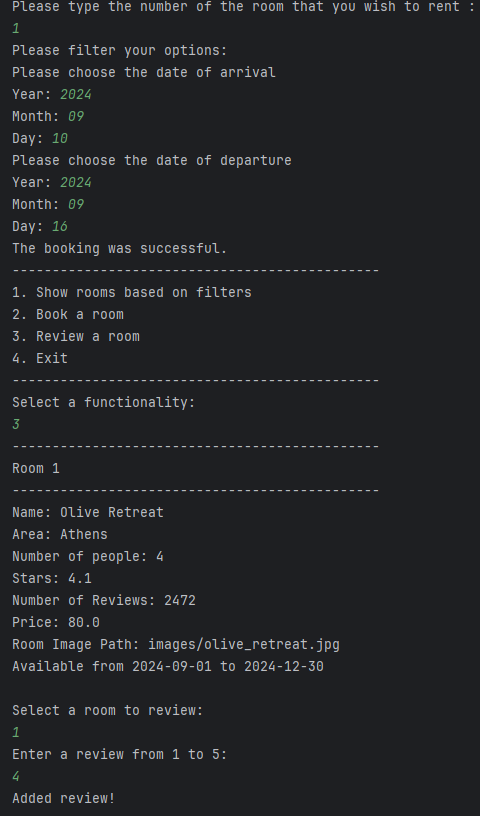 Please type the number of the room that you wish to rent :
1
Please filter your options:
Please choose the date of arrival
Year: 2024
Month: 09
Day: 10
Please choose the date of departure
Year: 2024
Month: 09
Day: 16
The booking was successful.
----------------------------------------------
1. Show rooms based on filters
2. Book a room
3. Review a room
4. Exit
----------------------------------------------
Select a functionality:
3
----------------------------------------------
Room 1
----------------------------------------------
Name: Olive Retreat
Area: Athens
Number of people: 4
Stars: 4.1
Number of Reviews: 2472
Price: 80.0
Room Image Path: images/olive_retreat.jpg
Available from 2024-09-01 to 2024-12-30
Select a room to review:
1
Enter a review from 1 to 5:
4
Added review!